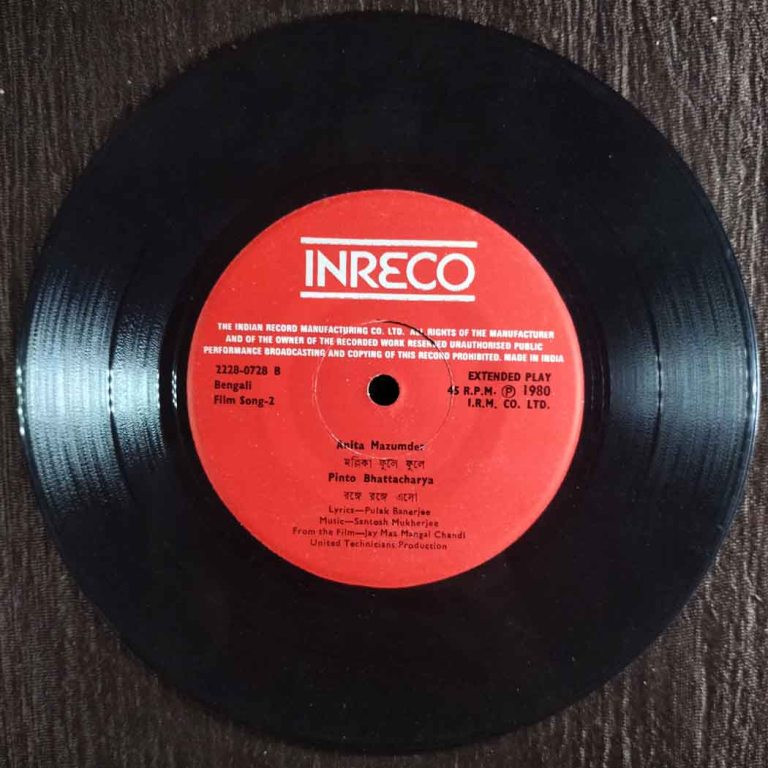 INRECO
THE INDIAN RECORD MANUFACTURING CO. LTD. ALL RIGHTS OF THE MANUFACTURER
AND OF THE OWNER OF THE RECORDED WORK RESERVED UNAUTHORISED PUBLIC
PERFORMANCE BROADCASTING AND COPYING OF THIS RECORD PROHIBITED. MADE IN INDIA
2228-0728 B
Bengali
Film Song-2
EXTENDED PLAY
45 R.P.M. Ⓟ 1980
I.R.M. CO. LTD.
Anita Mazumder
মল্লিকা ফুলে ফুলে
Pinto Bhattacharya
রঙ্গে রঙ্গে এসো
Lyrics—Pulak Banerjee
Music—Santosh Mukherjee
From the Film—Jay Maa Mangal Chandi
United Technicians Production